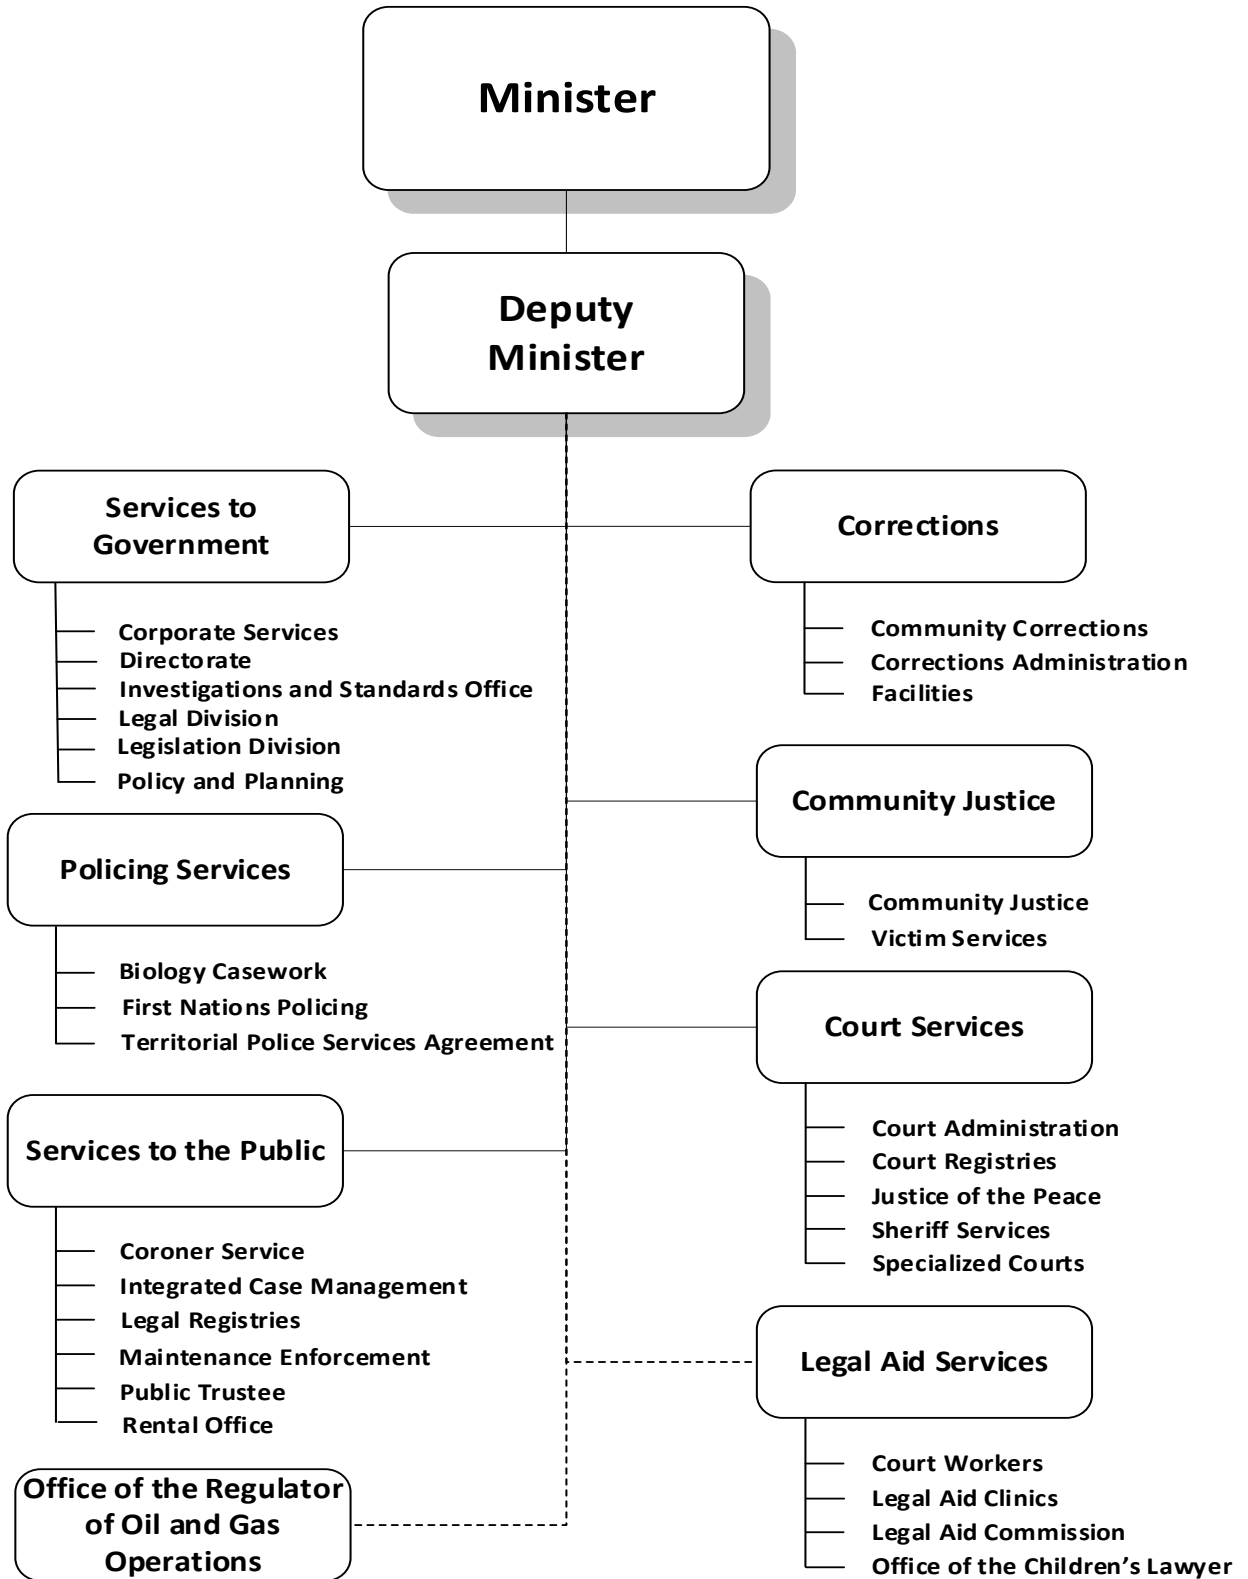 Minister
Deputy
Minister
Services to
Government
Corporate Services
Directorate
Investigations and Standards Office
Legal Division
Legislation Division
Policy and Planning
Policing Services
Biology Casework
First Nations Policing
Territorial Police Services Agreement
Services to the Public
Coroner Service
Integrated Case Management
Legal Registries
Maintenance Enforcement
Public Trustee
Rental Office
Office of the Regulator
of Oil and Gas
Operations
Corrections
Community Corrections
Corrections Administration
Facilities
Community Justice
Community Justice
Victim Services
Court Services
Court Administration
Court Registries
Justice of the Peace
Sheriff Services
Specialized Courts
Legal Aid Services
Court Workers
Legal Aid Clinics
Legal Aid Commission
Office of the Children’s Lawyer